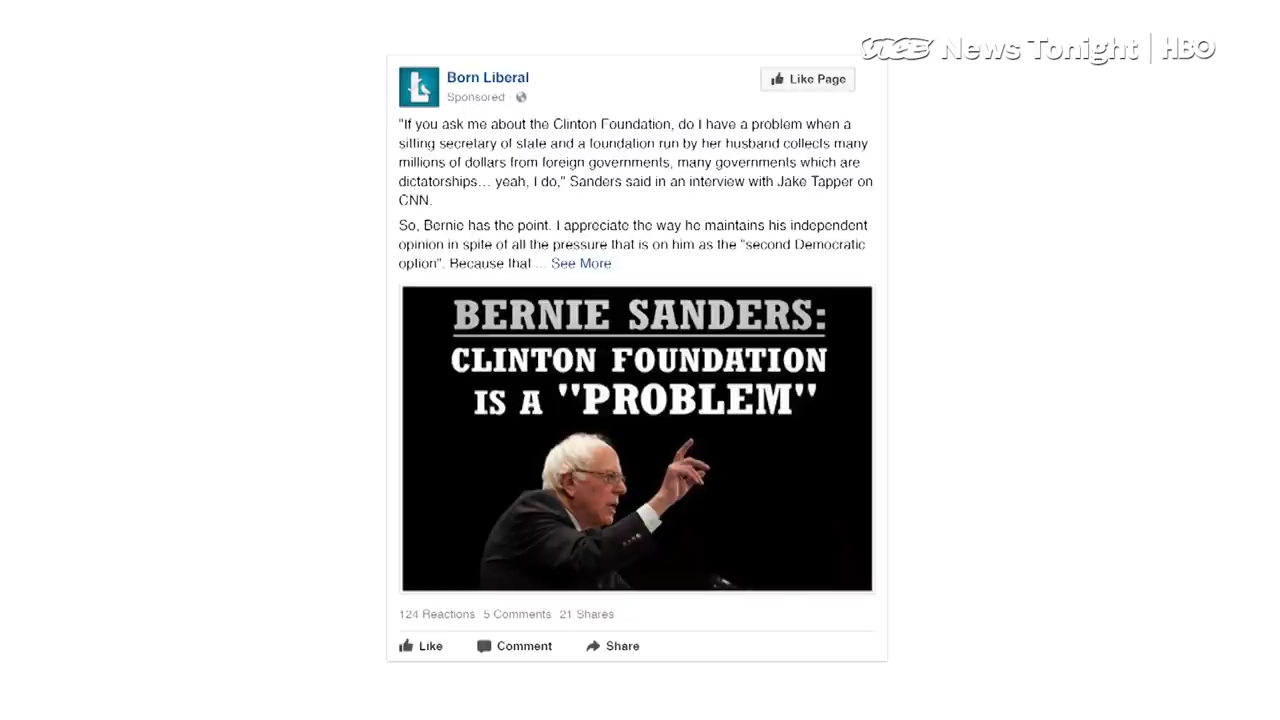 VICE News Tonight | HBO
Born Liberal
Sponsored ·
Like Page
"If you ask me about the Clinton Foundation, do I have a problem when a
sitting secretary of state and a foundation run by her husband collects many
millions of dollars from foreign governments, many governments which are
dictatorships... yeah, I do," Sanders said in an interview with Jake Tapper on
CNN.
So, Bernie has the point. I appreciate the way he maintains his independent
opinion in spite of all the pressure that is on him as the "second Democratic
option". Because that ... See More
BERNIE SANDERS:
CLINTON FOUNDATION
IS A "PROBLEM"
124 Reactions 5 Comments 21 Shares
Like Comment Share